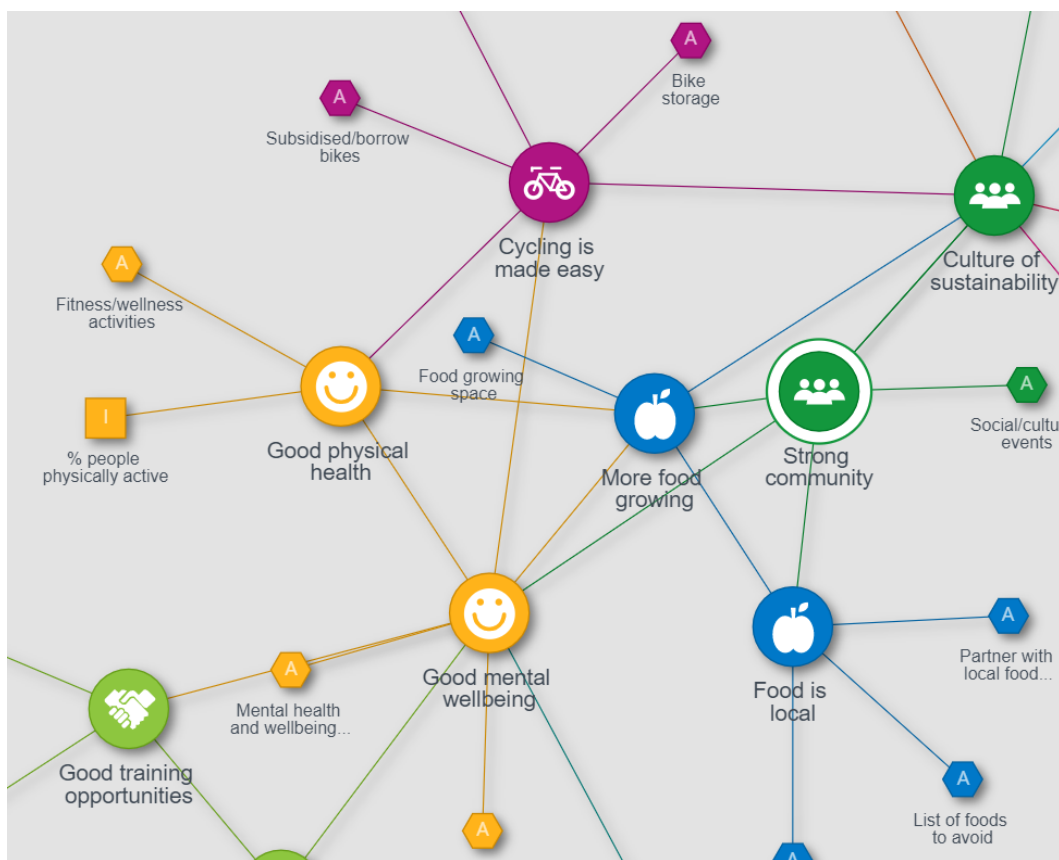 A
Bike
storage
A
Subsidised/borrow
bikes
Cycling is
made easy
Culture of
sustainability
A
Fitness/wellness
activities
A
Food growing
space
I
% people
physically active
Good physical
health
More food
growing
Strong
community
A
Social/cultu
events
A
Mental health
and wellbeing...
Good mental
wellbeing
Food is
local
A
Partner with
local food...
Good training
opportunities
A
List of foods
to avoid
A
A